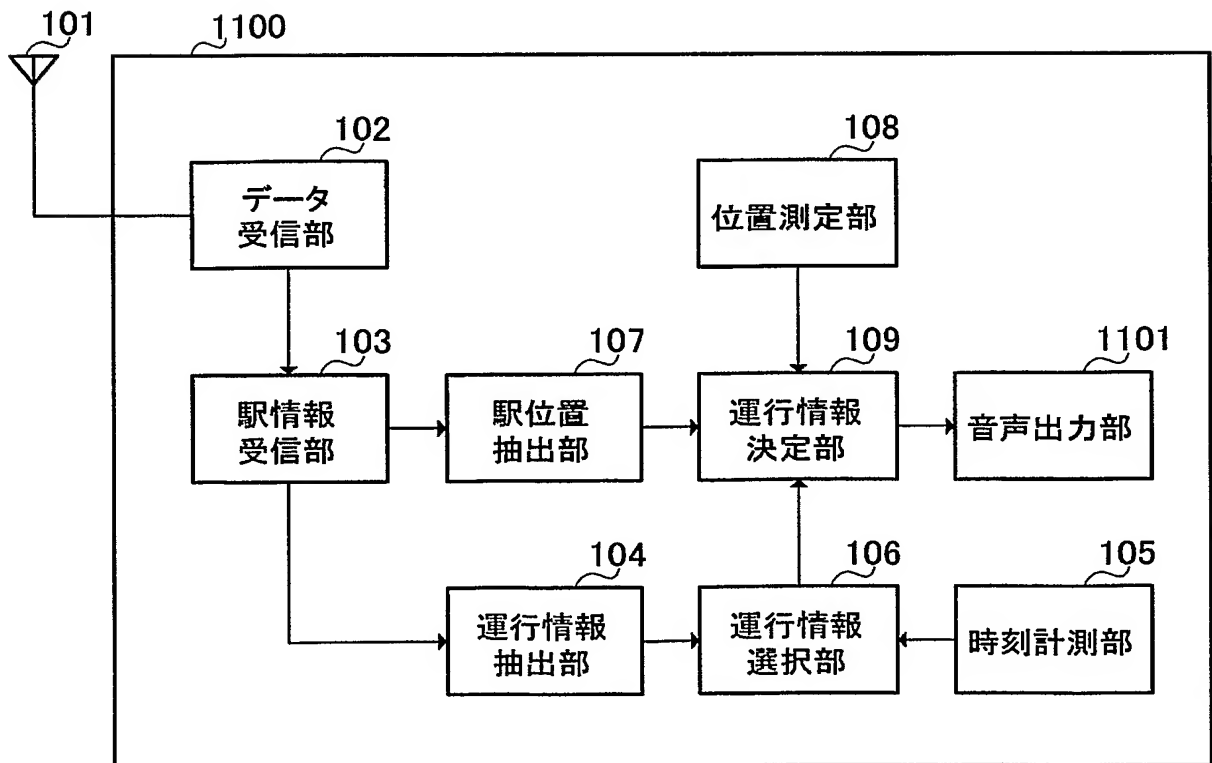 101
1100
102
データ
受信部
108
位置測定部
103
駅情報
受信部
107
駅位置
抽出部
109
運行情報
決定部
1101
音声出力部
104
運行情報
抽出部
106
運行情報
選択部
105
時刻計測部